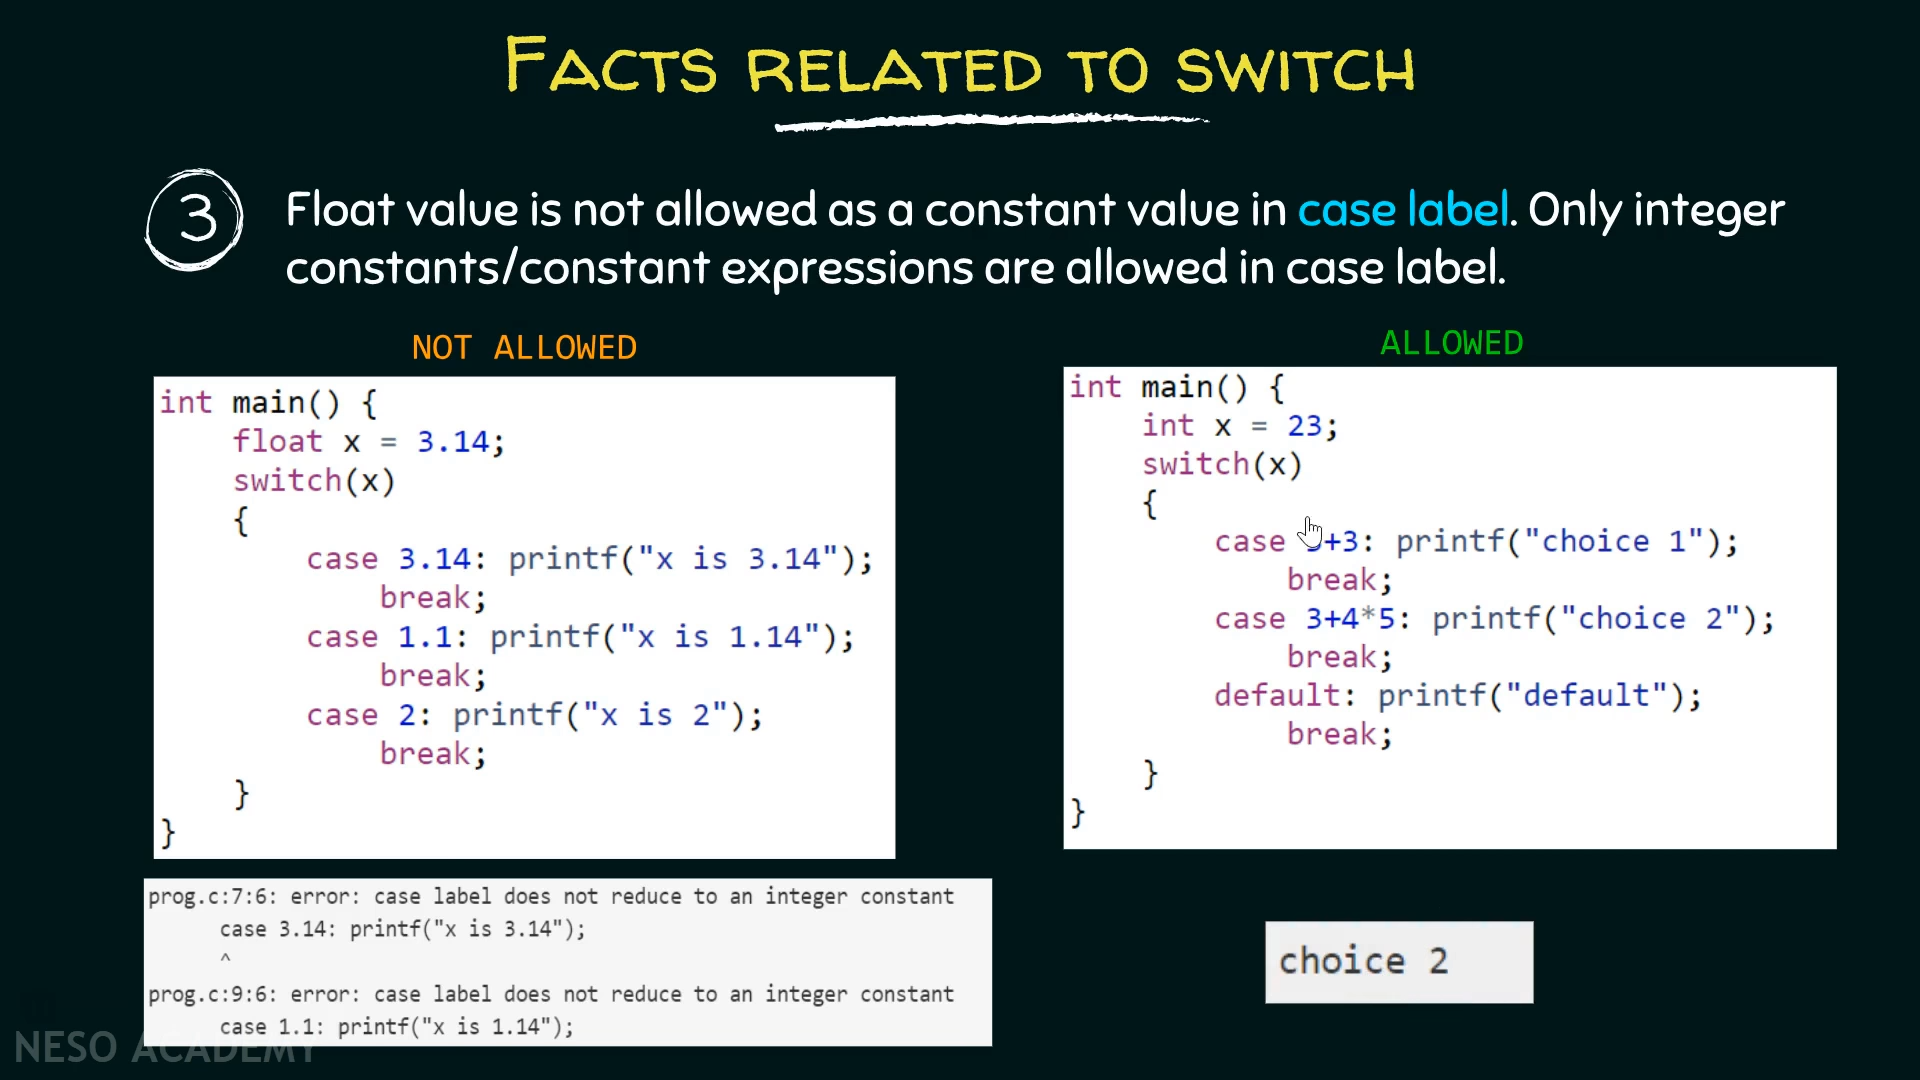 FACTS RELATED TO SWITCH
3
Float value is not allowed as a constant value in case label. Only integer
constants/constant expressions are allowed in case label.
NOT ALLOWED
int main() {
float x = 3.14;
switch(x)
{
case 3.14: printf("x is 3.14");
break;
case 1.1: printf("x is 1.14");
break;
case 2: printf("x is 2");
break;
}
}
prog.c:7:6: error: case label does not reduce to an integer constant
case 3.14: printf("x is 3.14");
^
prog.c:9:6: error: case label does not reduce to an integer constant
case 1.1: printf("x is 1.14");
ALLOWED
int main() {
int x = 23;
switch(x)
{
case +3: printf("choice 1");
break;
case 3+4*5: printf("choice 2");
break;
default: printf("default");
break;
}
}
choice 2
NESO ACADEMY